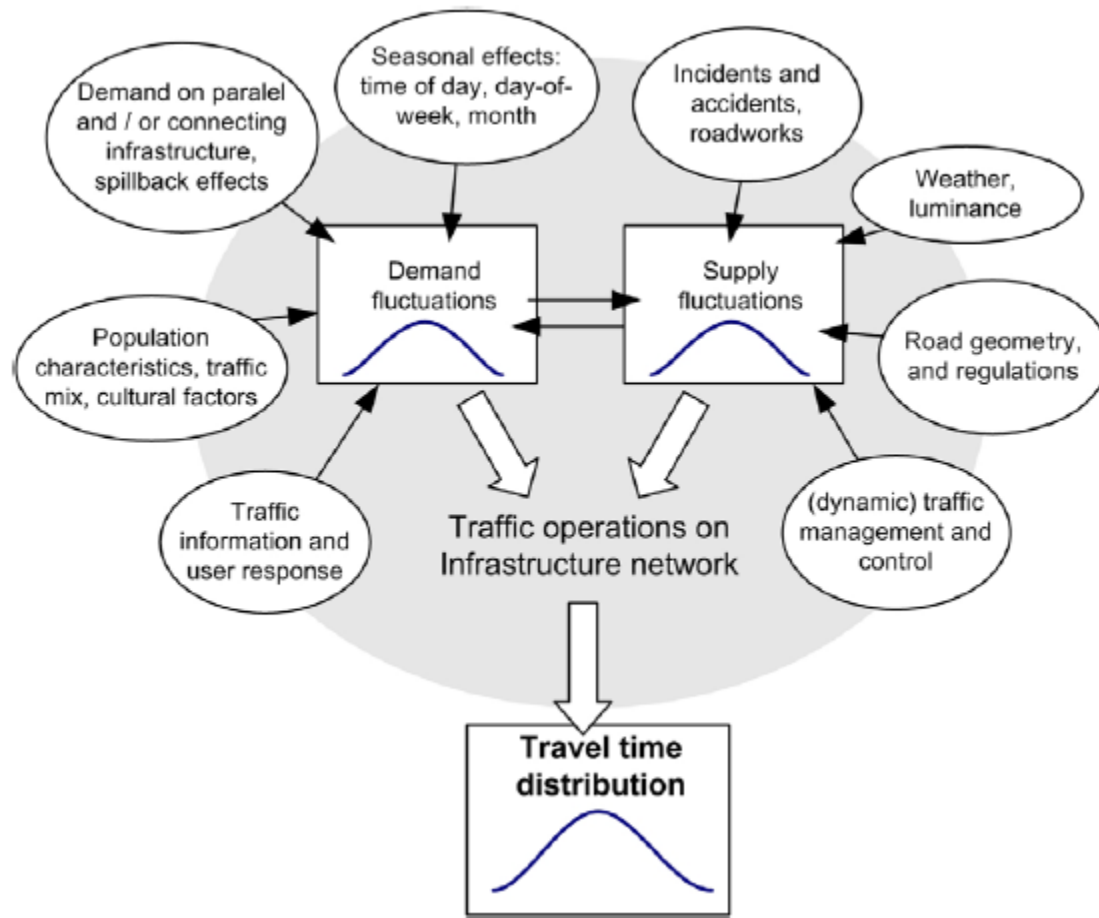 Demand on paralel
and / or connecting
infrastructure,
spillback effects
Seasonal effects:
time of day, day-of-
week, month
Incidents and
accidents,
roadworks
Weather,
luminance
Demand
fluctuations
Supply
fluctuations
Population
characteristics, traffic
mix, cultural factors
Road geometry,
and regulations
Traffic
information and
user response
Traffic operations on
Infrastructure network
(dynamic) traffic
management and
control
Travel time
distribution